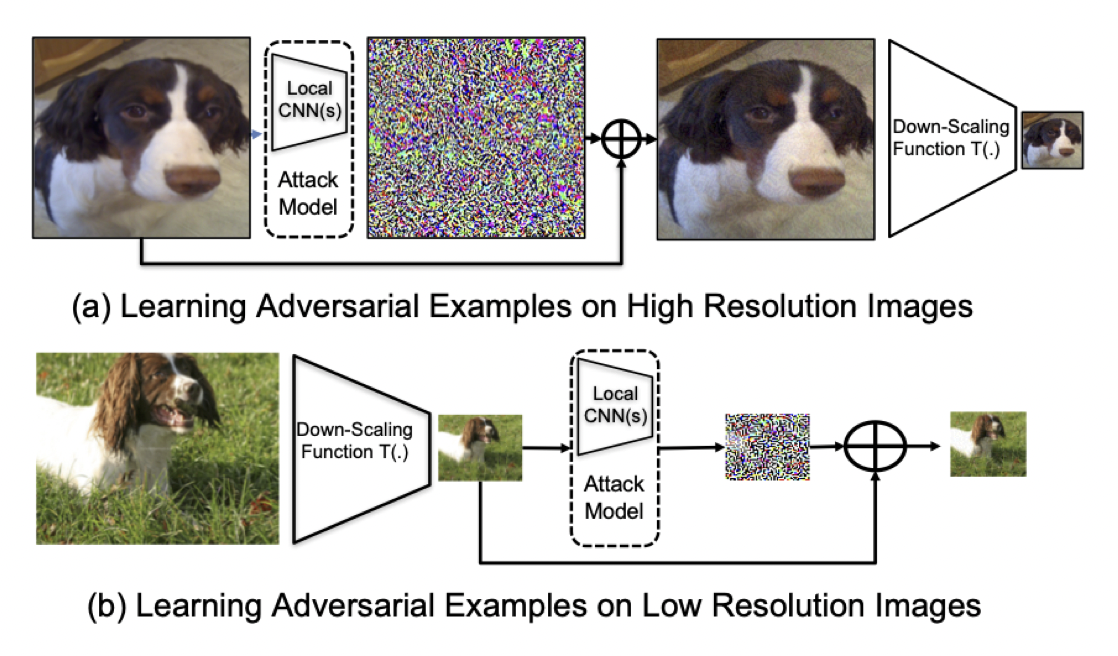 Local
CNN(s)
Attack
Model
Down-Scaling
Function T(.)
(a) Learning Adversarial Examples on High Resolution Images
Down-Scaling
Function T(.)
Local
CNN(s)
Attack
Model
(b) Learning Adversarial Examples on Low Resolution Images